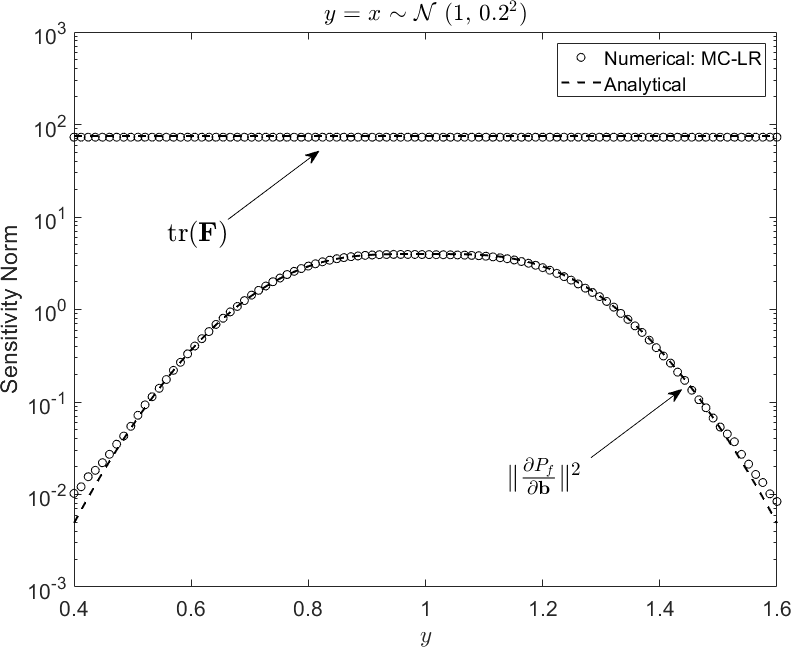 y = x ∼ 𝒩 (1, 0.2²)
10³
10²
10¹
10⁰
10⁻¹
10⁻²
10⁻³
Sensitivity Norm
Numerical: MC-LR
Analytical
tr(𝐅)
‖∂P_f/∂𝐛‖²
0.4 0.6 0.8 1 1.2 1.4 1.6
y